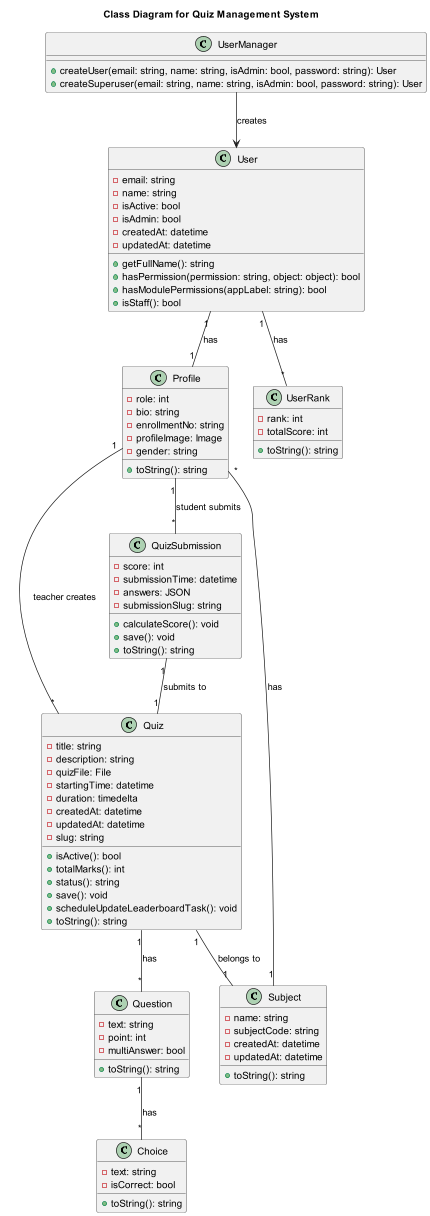 Class Diagram for Quiz Management System
C UserManager
createUser(email: string, name: string, isAdmin: bool, password: string): User
createSuperuser(email: string, name: string, isAdmin: bool, password: string): User
creates
C User
email: string
name: string
isActive: bool
isAdmin: bool
createdAt: datetime
updatedAt: datetime
getFullName(): string
hasPermission(permission: string, object: object): bool
hasModulePermissions(appLabel: string): bool
isStaff(): bool
1
1
has
has
1
*
C Profile
role: int
bio: string
enrollmentNo: string
profileImage: Image
gender: string
toString(): string
C UserRank
rank: int
totalScore: int
toString(): string
1
*
1
student submits
*
C QuizSubmission
score: int
submissionTime: datetime
answers: JSON
submissionSlug: string
calculateScore(): void
save(): void
toString(): string
teacher creates
1
submits to
has
*
1
C Quiz
title: string
description: string
quizFile: File
startingTime: datetime
duration: timedelta
createdAt: datetime
updatedAt: datetime
slug: string
isActive(): bool
totalMarks(): int
status(): string
save(): void
scheduleUpdateLeaderboardTask(): void
toString(): string
1
1
has
belongs to
*
1
1
C Question
text: string
point: int
multiAnswer: bool
toString(): string
C Subject
name: string
subjectCode: string
createdAt: datetime
updatedAt: datetime
toString(): string
1
has
*
C Choice
text: string
isCorrect: bool
toString(): string